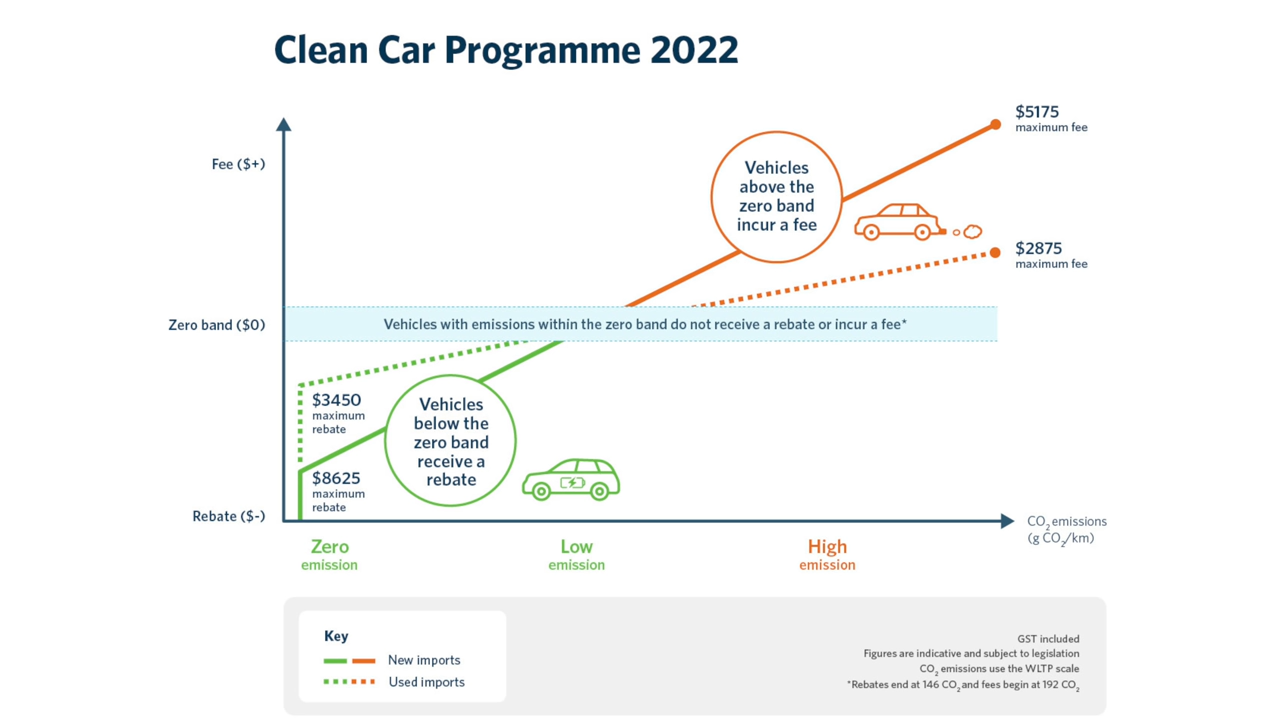 Clean Car Programme 2022
$5175
maximum fee
Fee ($+)
Vehicles
above the
zero band
incur a fee
$2875
maximum fee
Zero band ($0)
Vehicles with emissions within the zero band do not receive a rebate or incur a fee*
$3450
maximum
rebate
Vehicles
below the
zero band
receive a
rebate
$8625
maximum
rebate
Rebate ($-)
CO2 emissions
(g CO2/km)
Zero
emission
Low
emission
High
emission
Key
New imports
Used imports
GST included
Figures are indicative and subject to legislation
CO2 emissions use the WLTP scale
*Rebates end at 146 CO2 and fees begin at 192 CO2